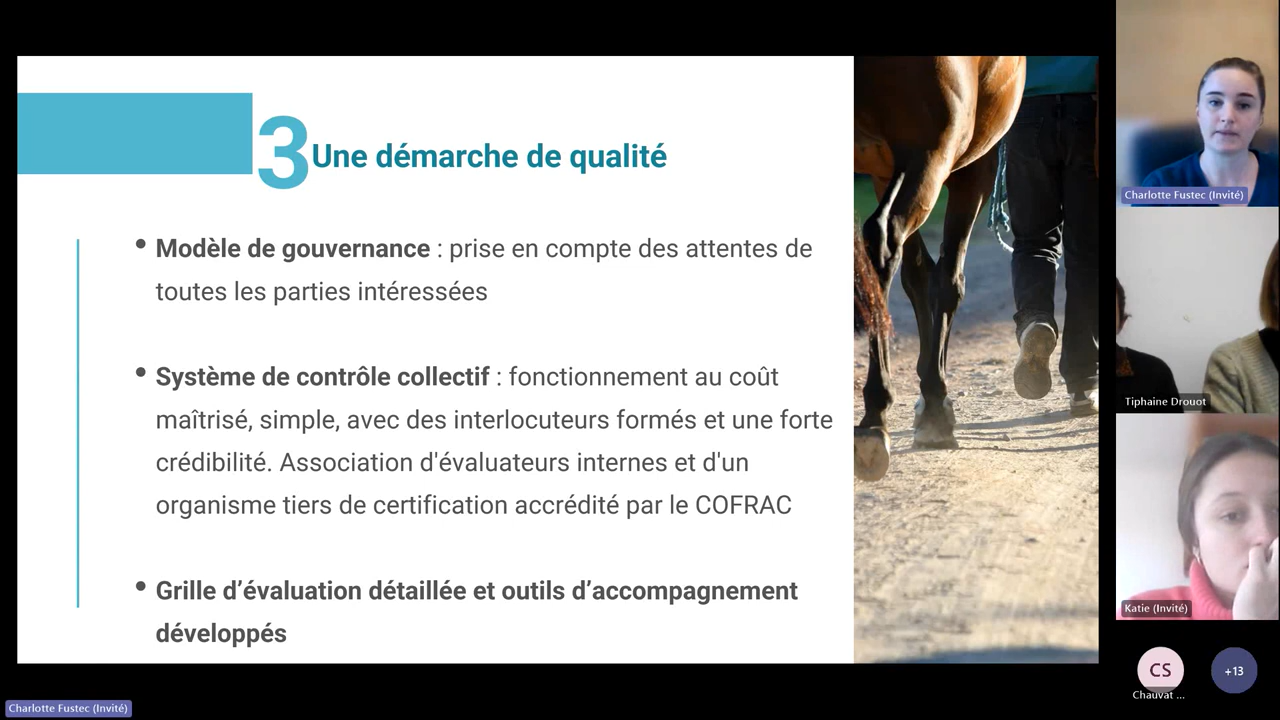 3 Une démarche de qualité
• Modèle de gouvernance : prise en compte des attentes de
toutes les parties intéressées
• Système de contrôle collectif : fonctionnement au coût
maîtrisé, simple, avec des interlocuteurs formés et une forte
crédibilité. Association d'évaluateurs internes et d'un
organisme tiers de certification accrédité par le COFRAC
• Grille d’évaluation détaillée et outils d’accompagnement
développés
Charlotte Fustec (Invité)
Tiphaine Drouot
Katie (Invité)
CS
Chauvat ...
+13
Charlotte Fustec (Invité)